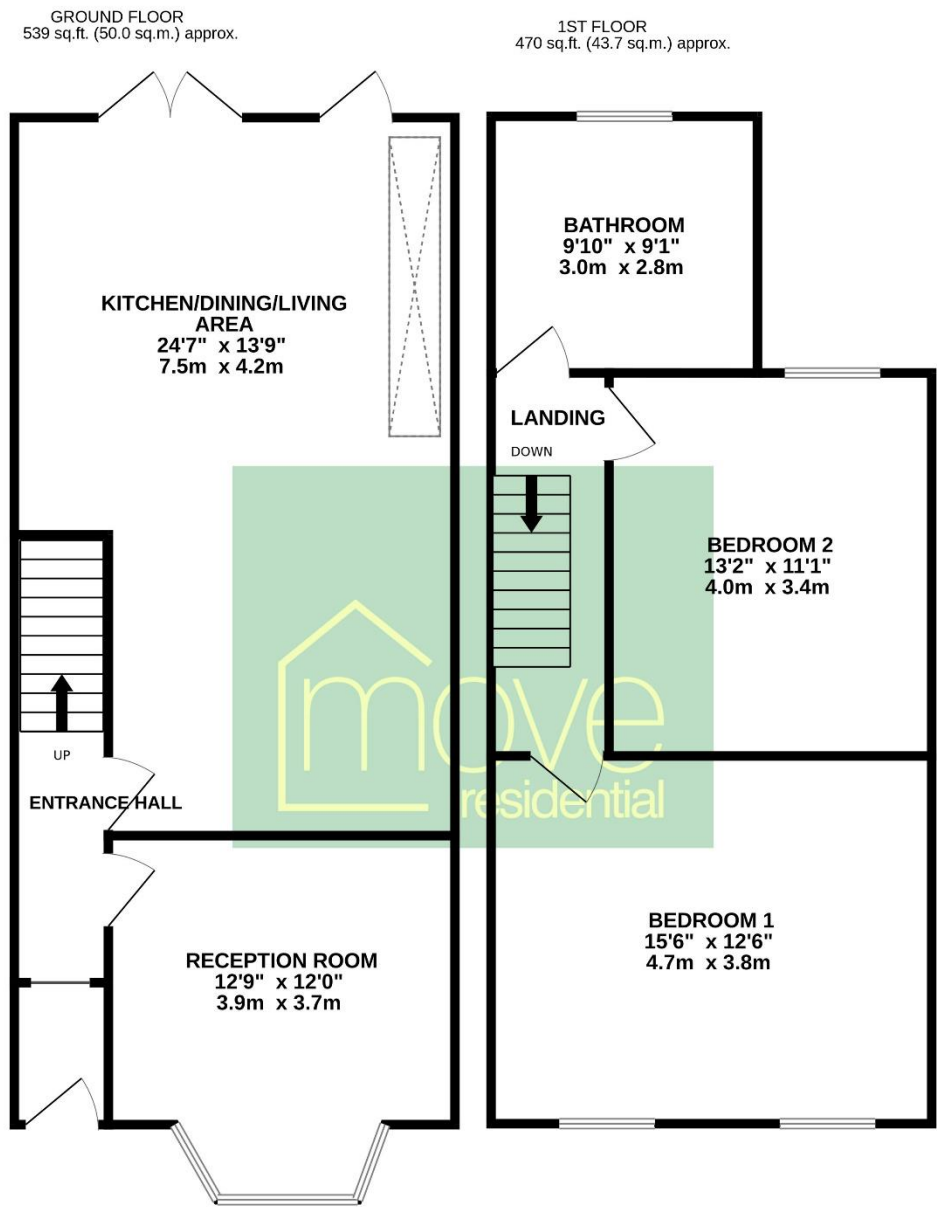 GROUND FLOOR
539 sq.ft. (50.0 sq.m.) approx.
1ST FLOOR
470 sq.ft. (43.7 sq.m.) approx.
KITCHEN/DINING/LIVING
AREA
24'7" x 13'9"
7.5m x 4.2m
UP
ENTRANCE HALL
RECEPTION ROOM
12'9" x 12'0"
3.9m x 3.7m
BATHROOM
9'10" x 9'1"
3.0m x 2.8m
LANDING
DOWN
BEDROOM 2
13'2" x 11'1"
4.0m x 3.4m
BEDROOM 1
15'6" x 12'6"
4.7m x 3.8m
move
residential